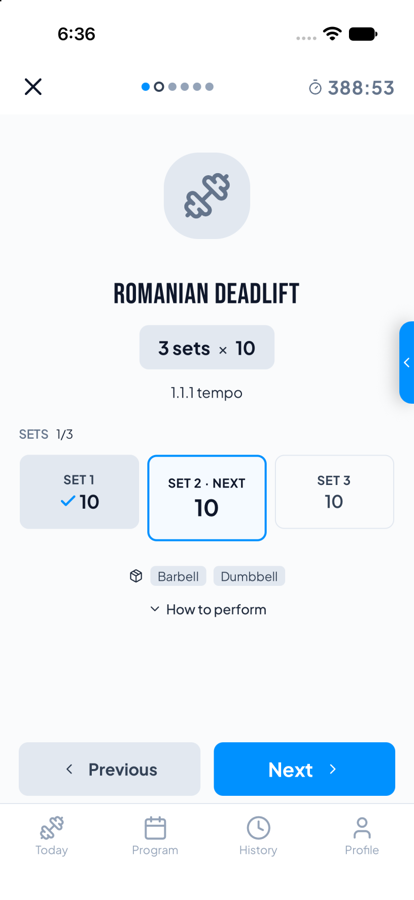 6:36
388:53
ROMANIAN DEADLIFT
3 sets × 10
1.1.1 tempo
SETS 1/3
SET 1
10
SET 2 · NEXT
10
SET 3
10
Barbell Dumbbell
How to perform
Previous Next
Today Program History Profile